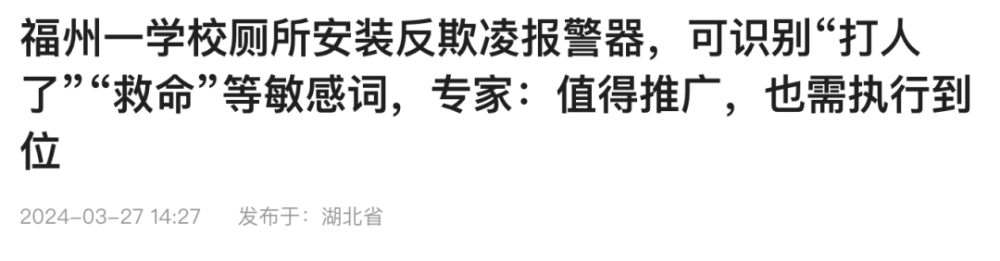 福州一学校厕所安装反欺凌报警器，可识别“打人
了”“救命”等敏感词，专家：值得推广，也需执行到
位
2024-03-27 14:27 发布于：湖北省